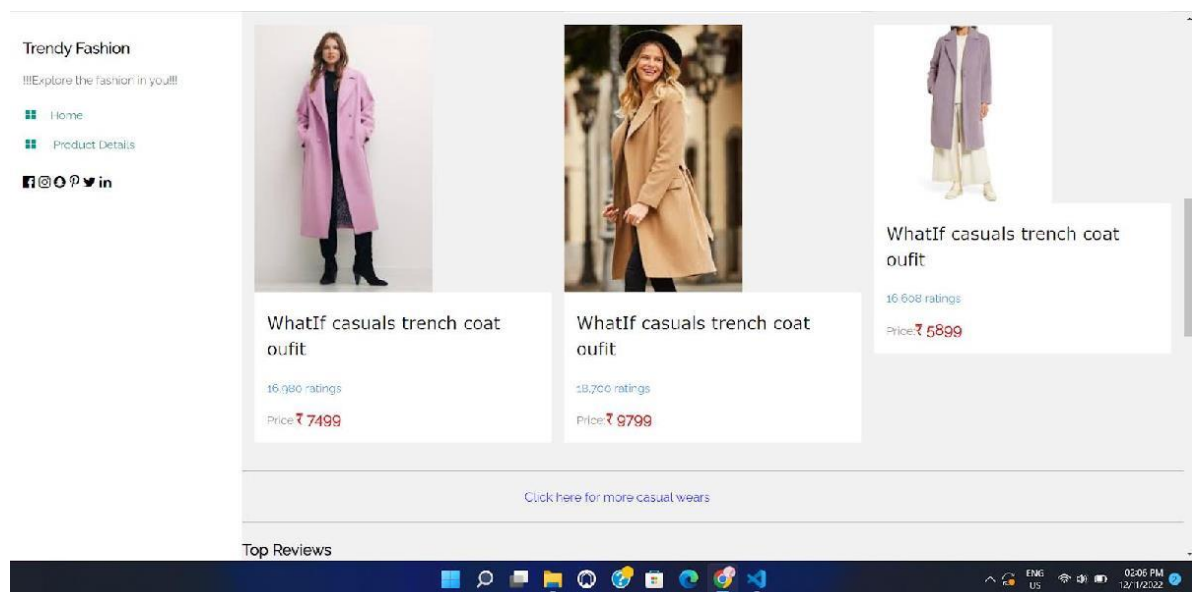 Trendy Fashion
!!!Explore the fashion in you!!!
Home
Product Details
WhatIf casuals trench coat
oufit
16,980 ratings
Price:₹ 7499
WhatIf casuals trench coat
oufit
18,700 ratings
Price:₹ 9799
WhatIf casuals trench coat
oufit
16,608 ratings
Price:₹ 5899
Click here for more casual wears
Top Reviews
ENG
US
02:06 PM
12/11/2022